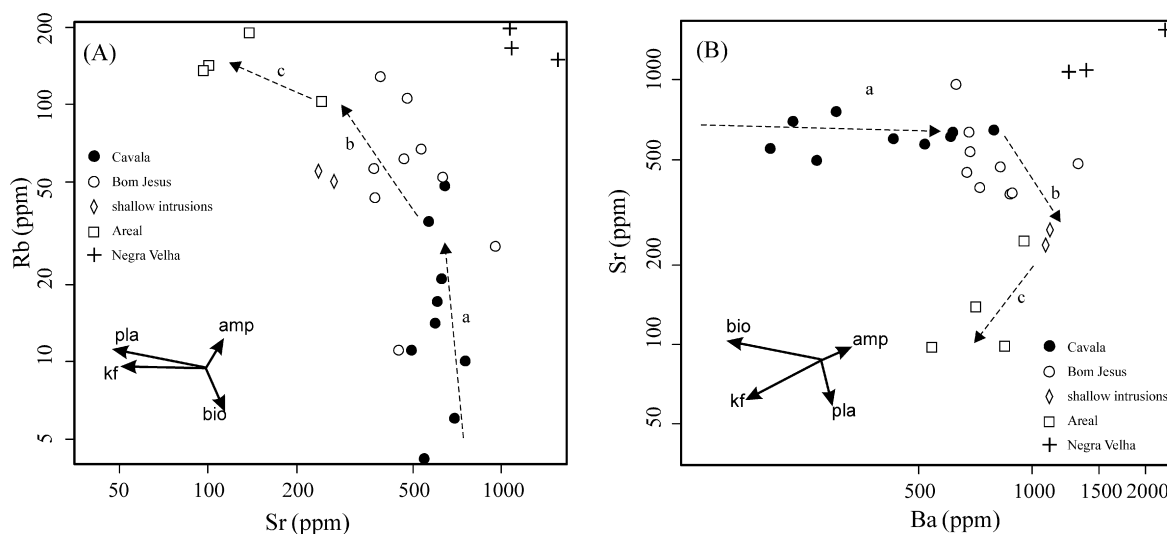 (A)
Rb (ppm)
200
100
50
20
10
5
c
b
a
Cavala
Bom Jesus
shallow intrusions
Areal
Negra Velha
pla
amp
kf
bio
50
100
200
500
1000
Sr (ppm)
(B)
Sr (ppm)
1000
500
200
100
50
a
b
c
bio
amp
kf
pla
Cavala
Bom Jesus
shallow intrusions
Areal
Negra Velha
500
1000
1500
2000
Ba (ppm)